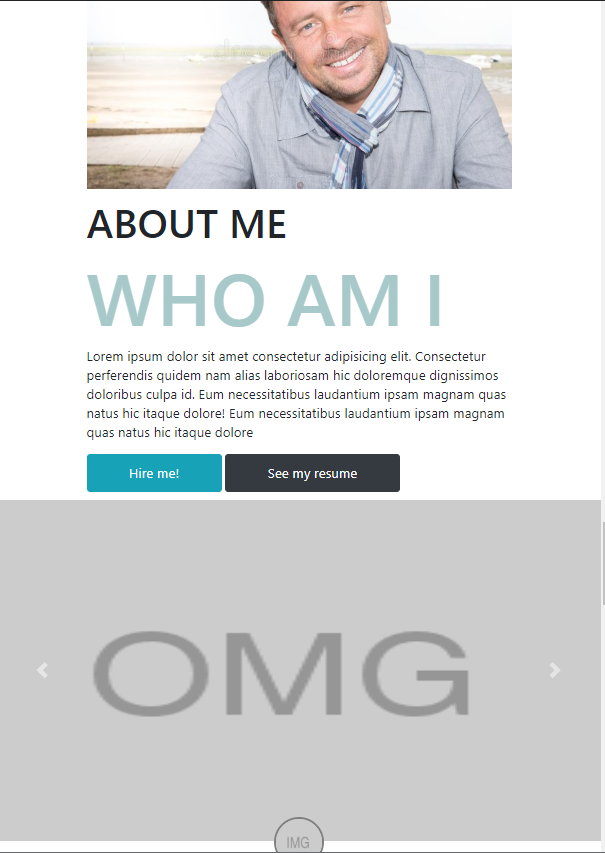 ABOUT ME
WHO AM I
Lorem ipsum dolor sit amet consectetur adipisicing elit. Consectetur
perferendis quidem nam alias laboriosam hic doloremque dignissimos
doloribus culpa id. Eum necessitatibus laudantium ipsam magnam quas
natus hic itaque dolore! Eum necessitatibus laudantium ipsam magnam
quas natus hic itaque dolore
Hire me! See my resume
OMG
IMG